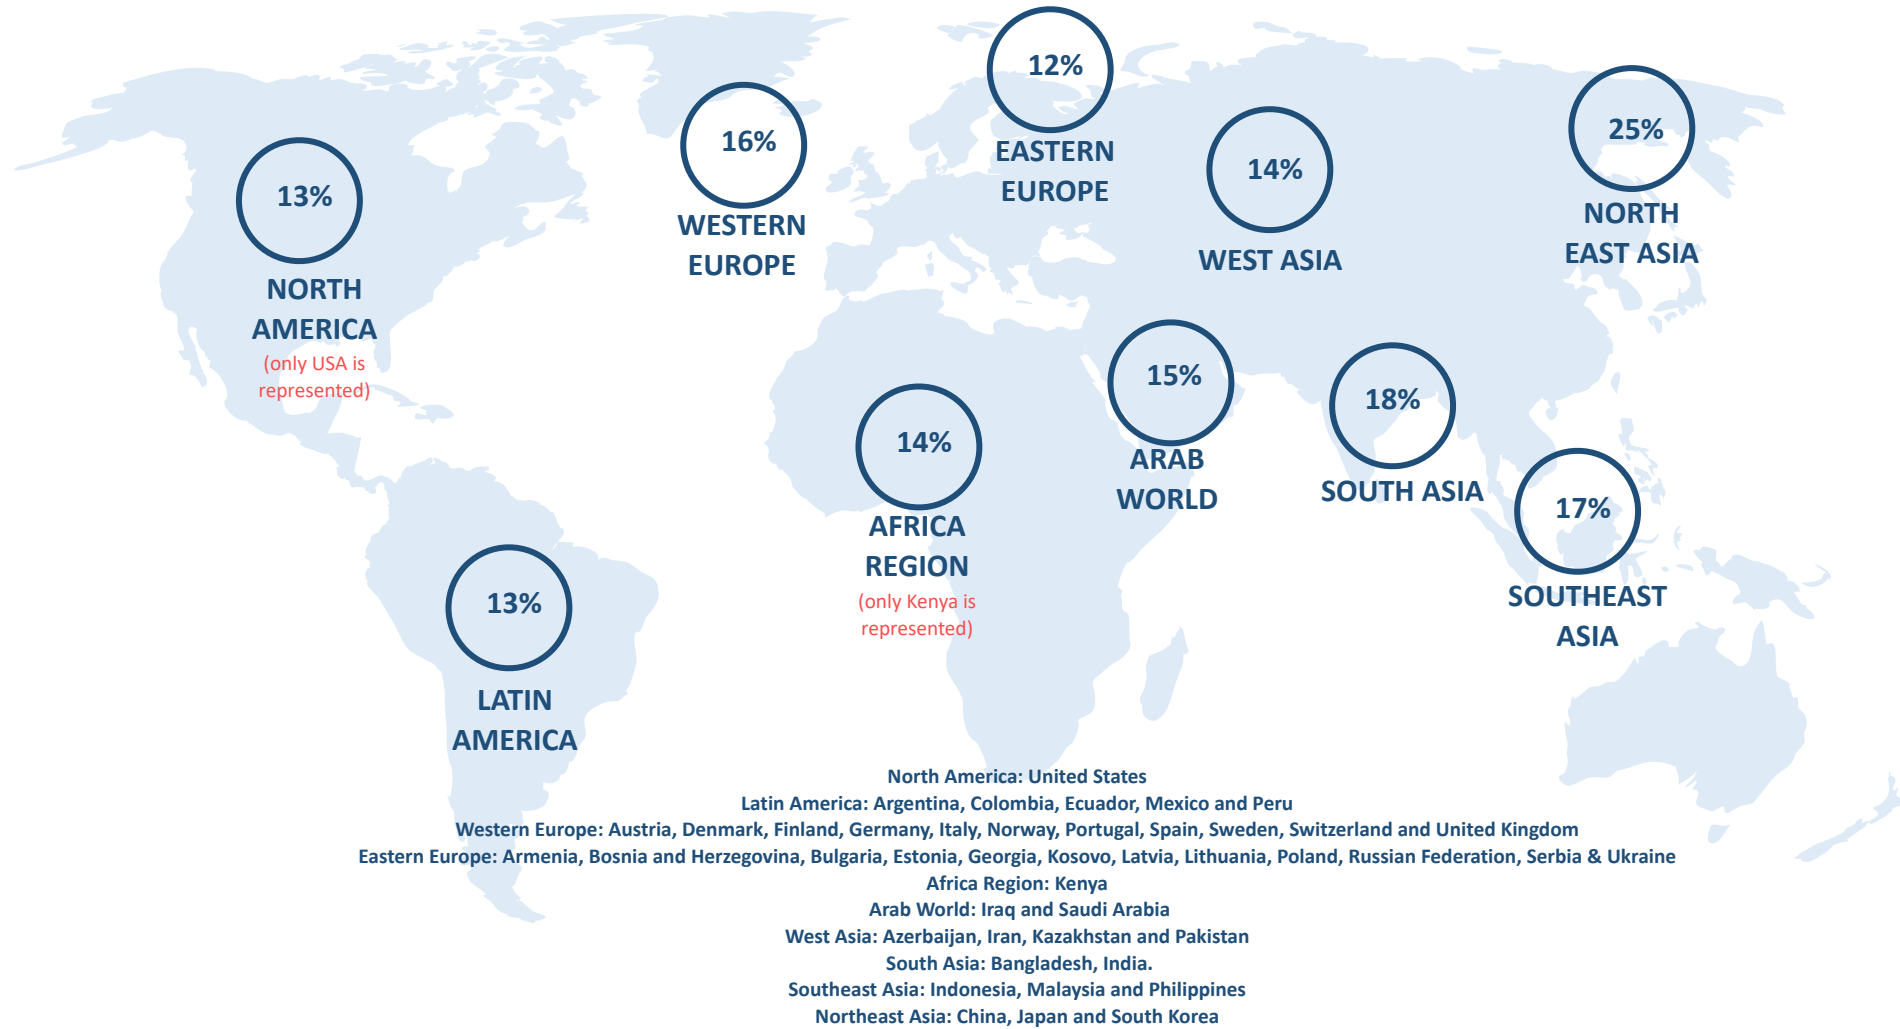 12%
EASTERN
EUROPE
16%
WESTERN
EUROPE
25%
NORTH
EAST ASIA
14%
WEST ASIA
13%
NORTH
AMERICA
(only USA is
represented)
15%
ARAB
WORLD
18%
SOUTH ASIA
14%
AFRICA
REGION
(only Kenya is
represented)
17%
SOUTHEAST
ASIA
13%
LATIN
AMERICA
North America: United States
Latin America: Argentina, Colombia, Ecuador, Mexico and Peru
Western Europe: Austria, Denmark, Finland, Germany, Italy, Norway, Portugal, Spain, Sweden, Switzerland and United Kingdom
Eastern Europe: Armenia, Bosnia and Herzegovina, Bulgaria, Estonia, Georgia, Kosovo, Latvia, Lithuania, Poland, Russian Federation, Serbia & Ukraine
Africa Region: Kenya
Arab World: Iraq and Saudi Arabia
West Asia: Azerbaijan, Iran, Kazakhstan and Pakistan
South Asia: Bangladesh, India.
Southeast Asia: Indonesia, Malaysia and Philippines
Northeast Asia: China, Japan and South Korea